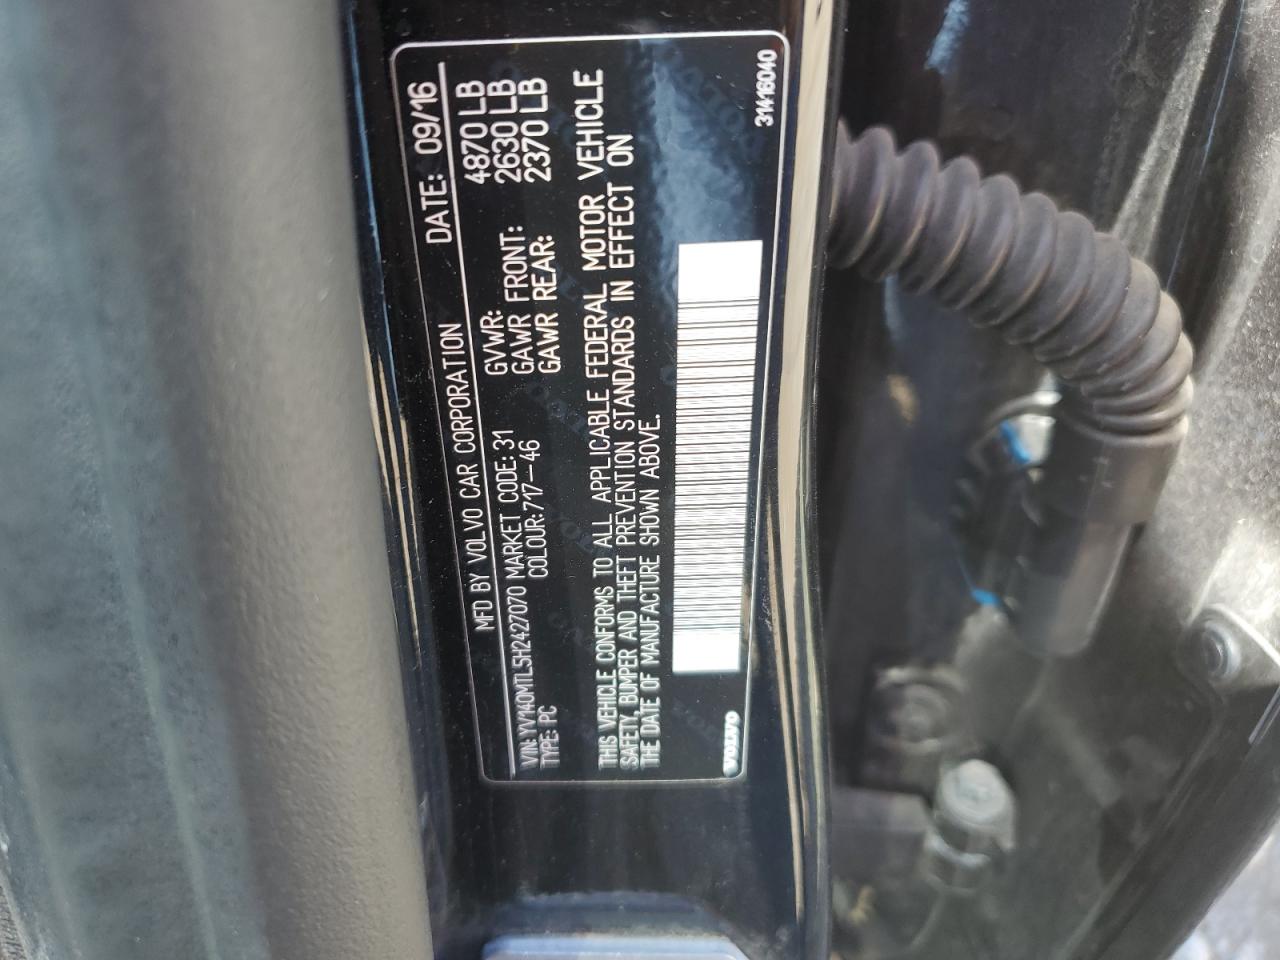 MFD BY VOLVO CAR CORPORATION DATE: 09/16
VIN: YV140MTL5H2427070 MARKET CODE: 31 GVWR: 4870 LB
TYPE: PC COLOUR: 717-46 GAWR FRONT: 2630 LB
GAWR REAR: 2370 LB
THIS VEHICLE CONFORMS TO ALL APPLICABLE FEDERAL MOTOR VEHICLE
SAFETY, BUMPER AND THEFT PREVENTION STANDARDS IN EFFECT ON
THE DATE OF MANUFACTURE SHOWN ABOVE.
VOLVO 31416040